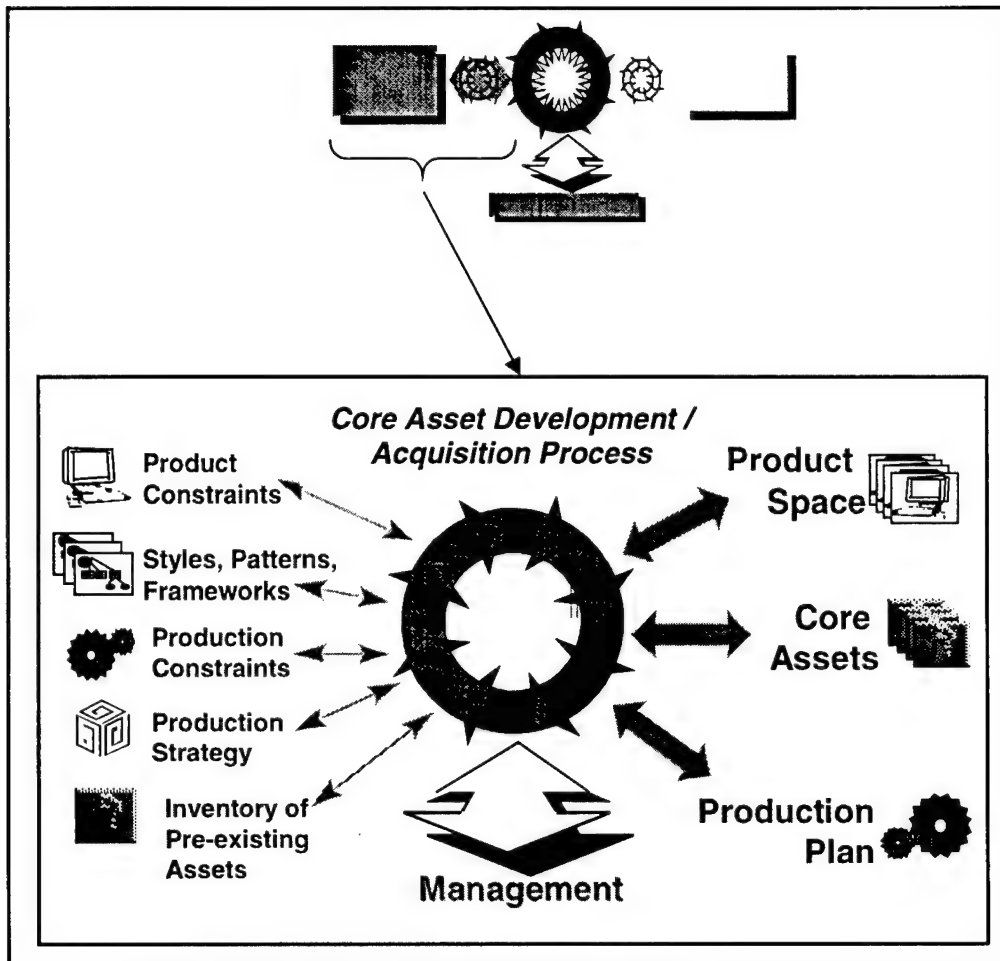 Core Asset Development /
Acquisition Process
Product
Constraints
Styles, Patterns,
Frameworks
Production
Constraints
Production
Strategy
Inventory of
Pre-existing
Assets
Product
Space
Core
Assets
Production
Plan
Management